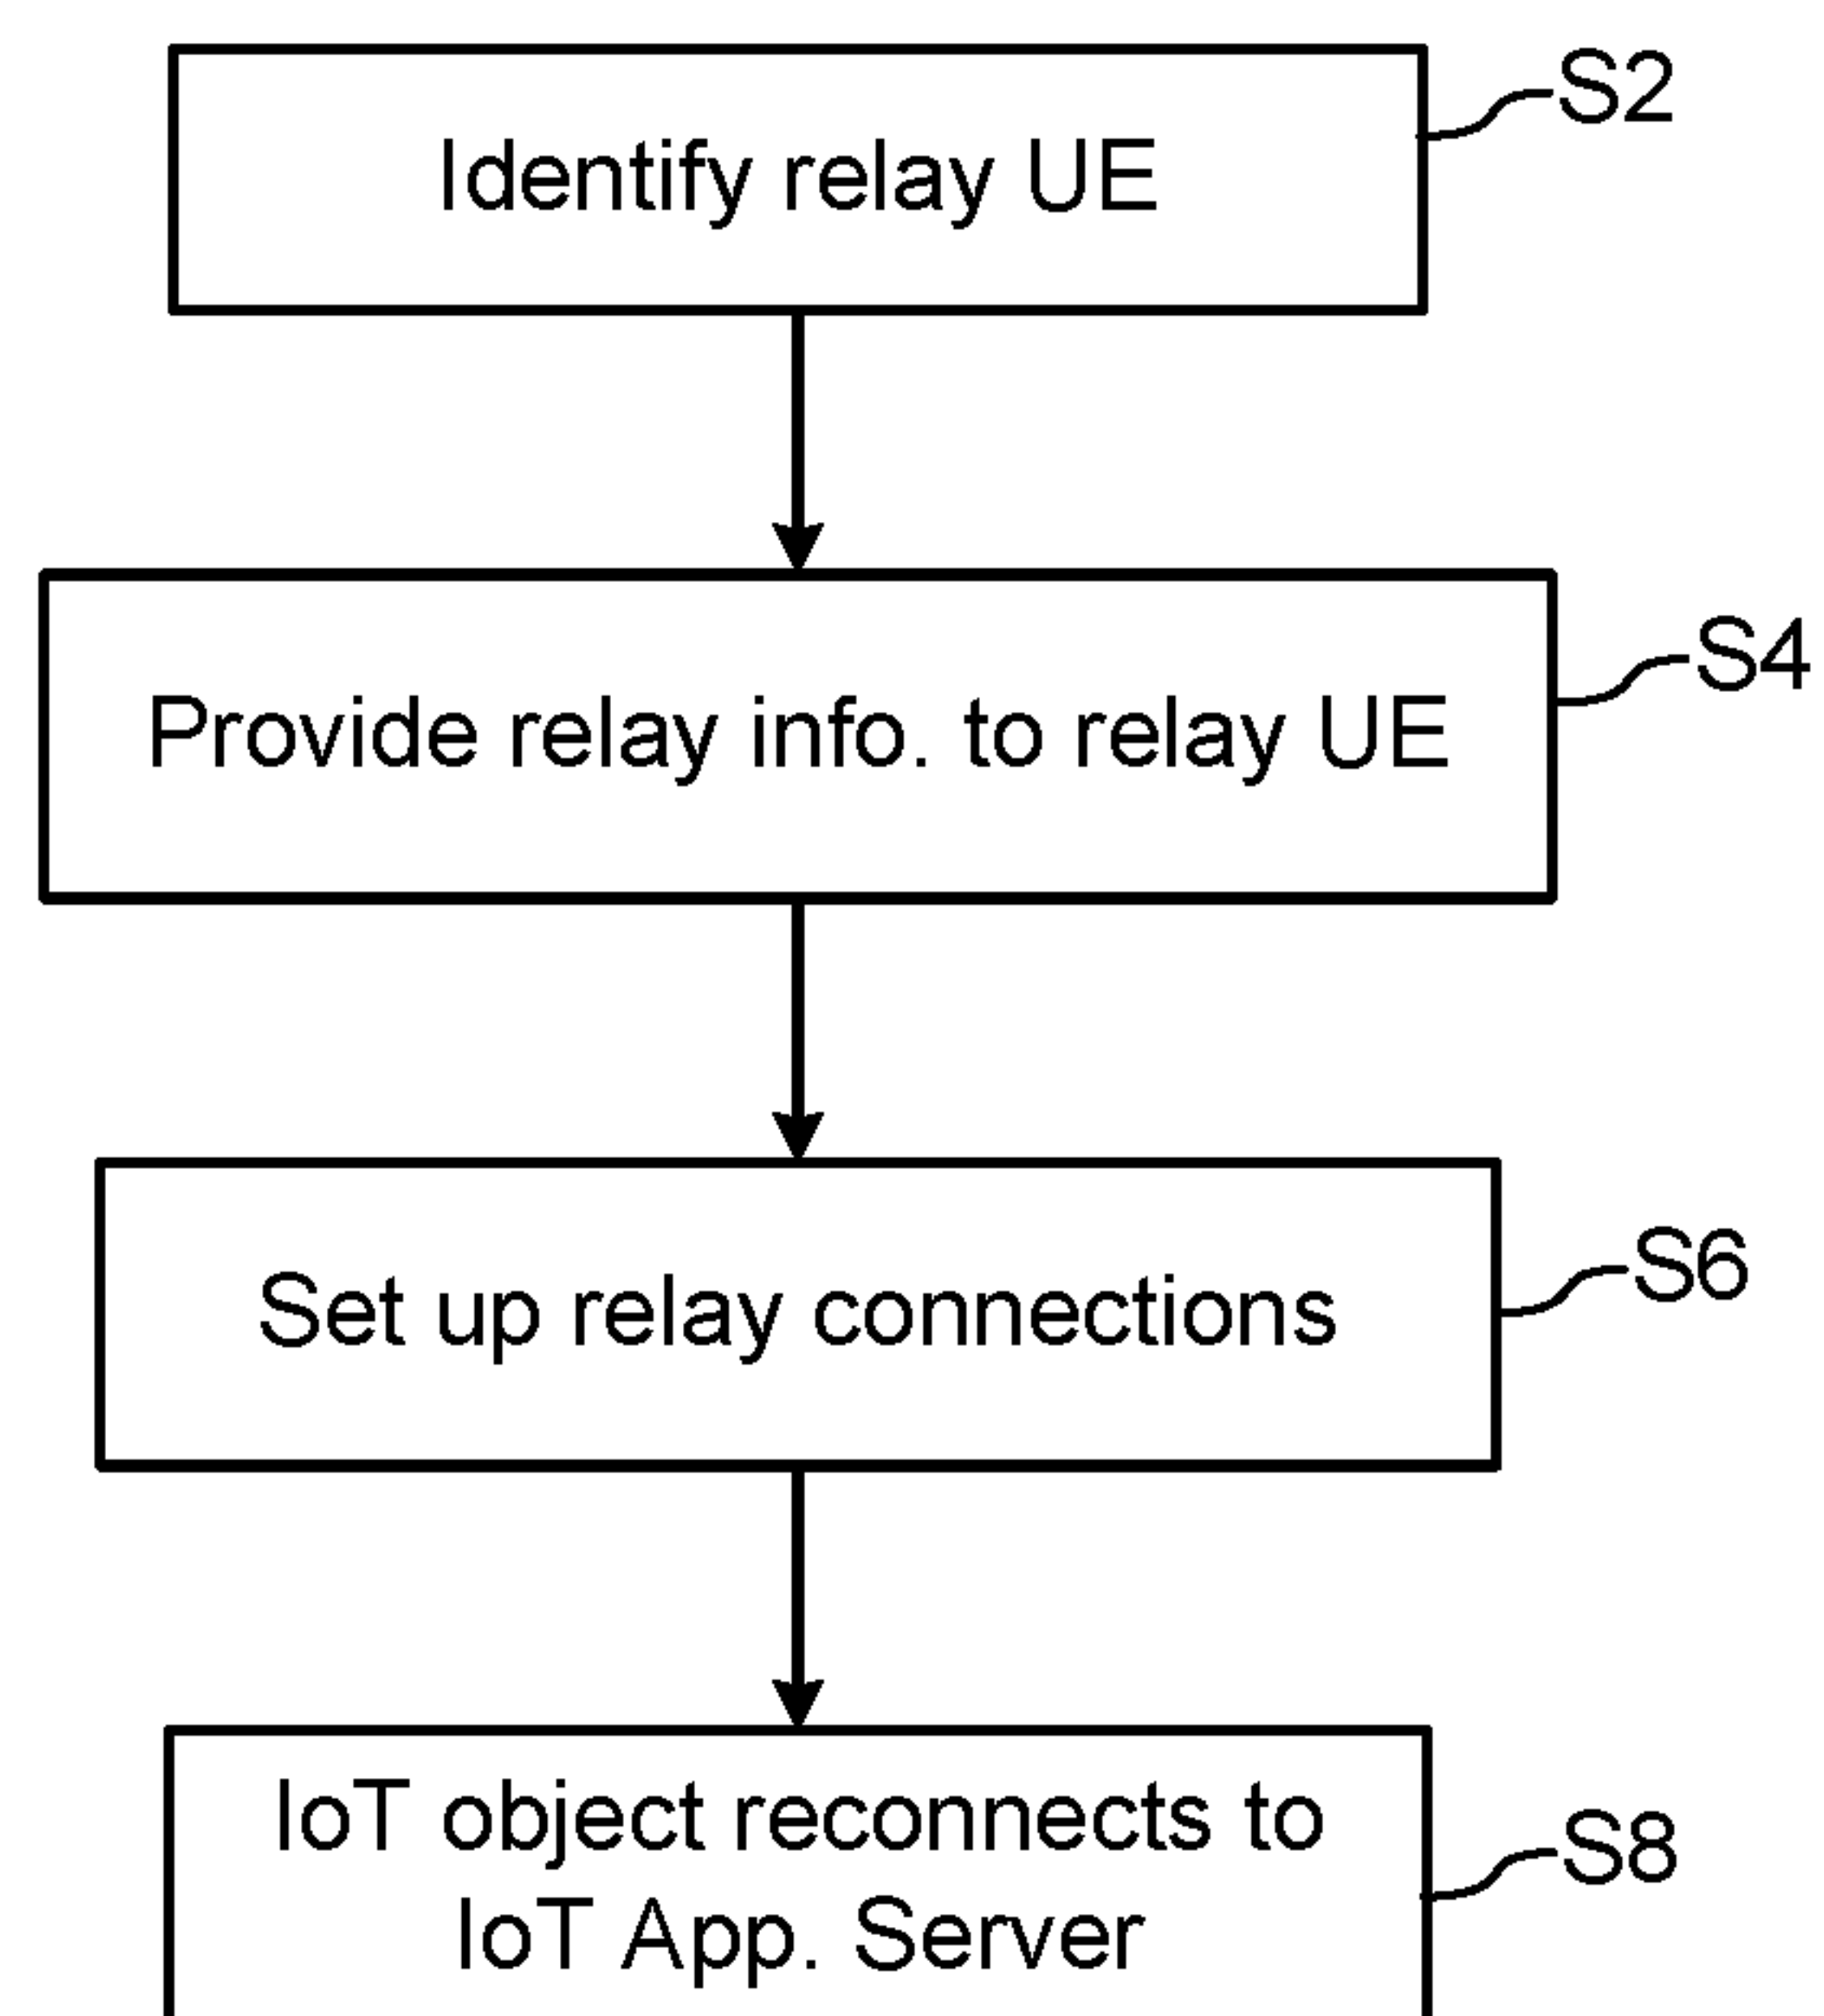 Identify relay UE
S2
Provide relay info. to relay UE
S4
Set up relay connections
S6
IoT object reconnects to
IoT App. Server
S8